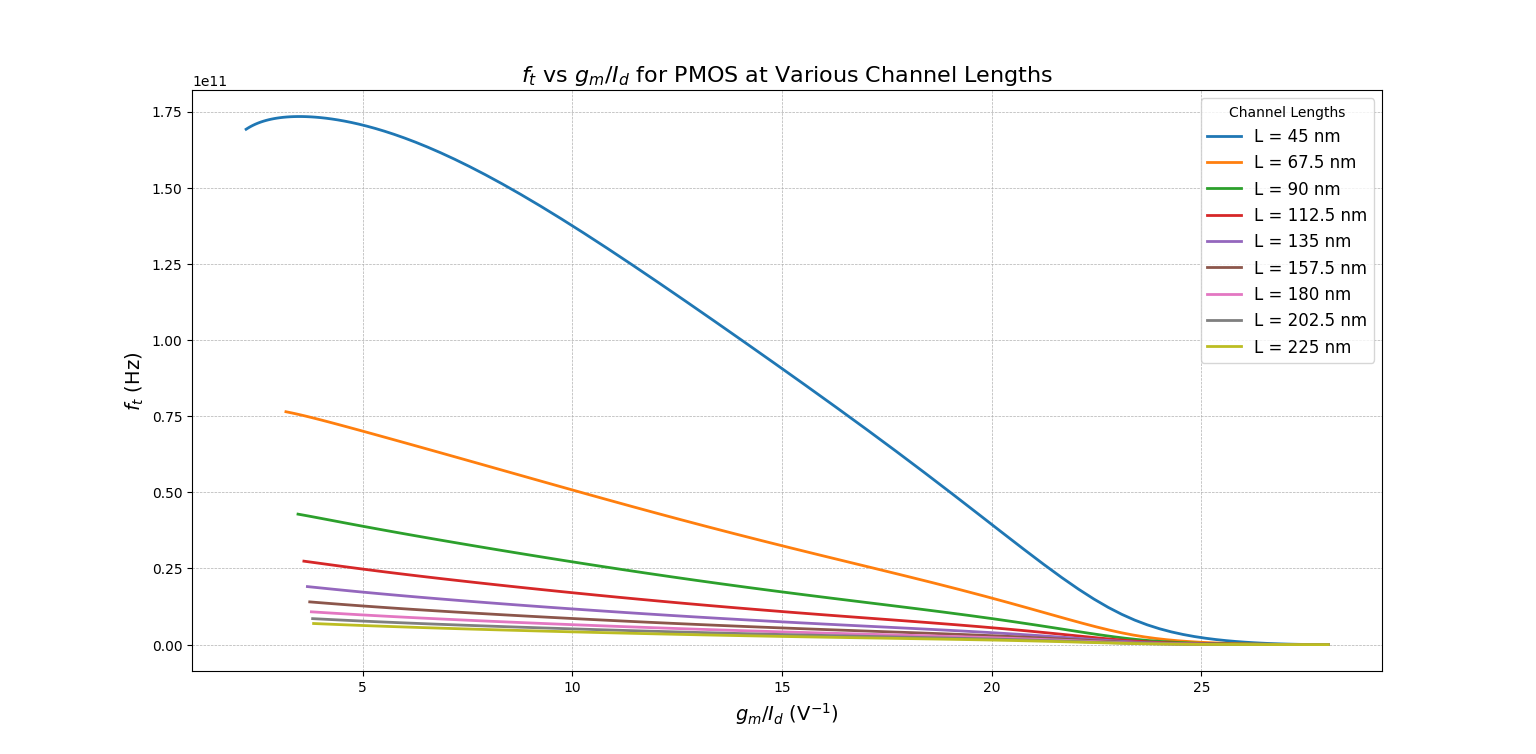 f_t vs g_m/I_d for PMOS at Various Channel Lengths
1e11
1.75
1.50
1.25
1.00
0.75
0.50
0.25
0.00
f_t (Hz)
Channel Lengths
L = 45 nm
L = 67.5 nm
L = 90 nm
L = 112.5 nm
L = 135 nm
L = 157.5 nm
L = 180 nm
L = 202.5 nm
L = 225 nm
5 10 15 20 25
g_m/I_d (V⁻¹)